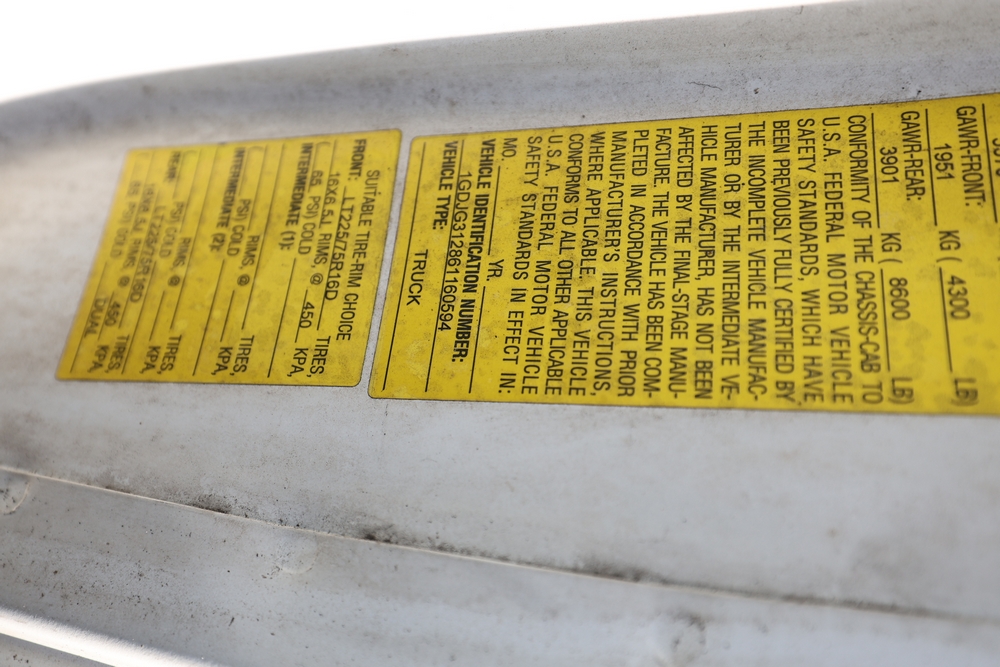 GAWR-FRONT:
1951 KG ( 4300 LB)
GAWR-REAR:
3901 KG ( 8600 LB)
CONFORMITY OF THE CHASSIS-CAB TO
U.S.A. FEDERAL MOTOR VEHICLE
SAFETY STANDARDS, WHICH HAVE
BEEN PREVIOUSLY FULLY CERTIFIED BY
THE INCOMPLETE VEHICLE MANUFAC-
TURER OR BY THE INTERMEDIATE VE-
HICLE MANUFACTURER, HAS NOT BEEN
AFFECTED BY THE FINAL-STAGE MANU-
FACTURE. THE VEHICLE HAS BEEN COM-
PLETED IN ACCORDANCE WITH PRIOR
MANUFACTURER'S INSTRUCTIONS,
WHERE APPLICABLE. THIS VEHICLE
CONFORMS TO ALL OTHER APPLICABLE
U.S.A. FEDERAL MOTOR VEHICLE
SAFETY STANDARDS IN EFFECT IN:
MO. YR.
VEHICLE IDENTIFICATION NUMBER:
1GDJG312861160594
VEHICLE TYPE: TRUCK
SUITABLE TIRE-RIM CHOICE
FRONT: LT225/75R16D TIRES,
16X6.5J, RIMS @ 450 KPA,
( 65 PSI) COLD
INTERMEDIATE (1): TIRES,
RIMS @ KPA,
PSI) COLD
INTERMEDIATE (2): TIRES,
RIMS @ KPA,
PSI) COLD
REAR: LT225/75R16D TIRES,
16X6.5J RIMS @ 450 KPA,
65 PSI) COLD DUAL